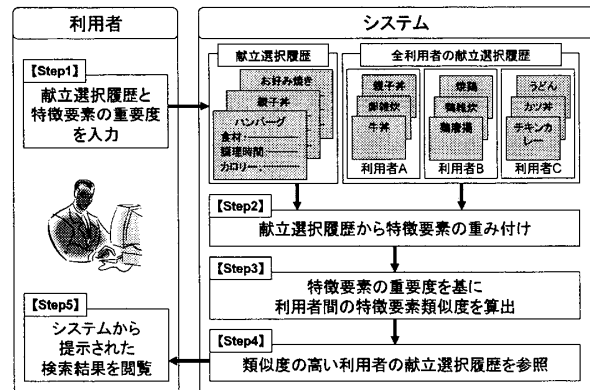 利用者
【Step1】
献立選択履歴と
特徴要素の重要度
を入力
【Step5】
システムから
提示された
検索結果を閲覧
システム
献立選択履歴
お好み焼き
親子丼
ハンバーグ
食材:
調理時間:
カロリー:
全利用者の献立選択履歴
親子丼
卵雑炊
牛丼
利用者A
焼鶏
鶏雑炊
鶏唐揚
利用者B
うどん
カツ丼
チキンカ
レー
利用者C
【Step2】
献立選択履歴から特徴要素の重み付け
【Step3】
特徴要素の重要度を基に
利用者間の特徴要素類似度を算出
【Step4】
類似度の高い利用者の献立選択履歴を参照